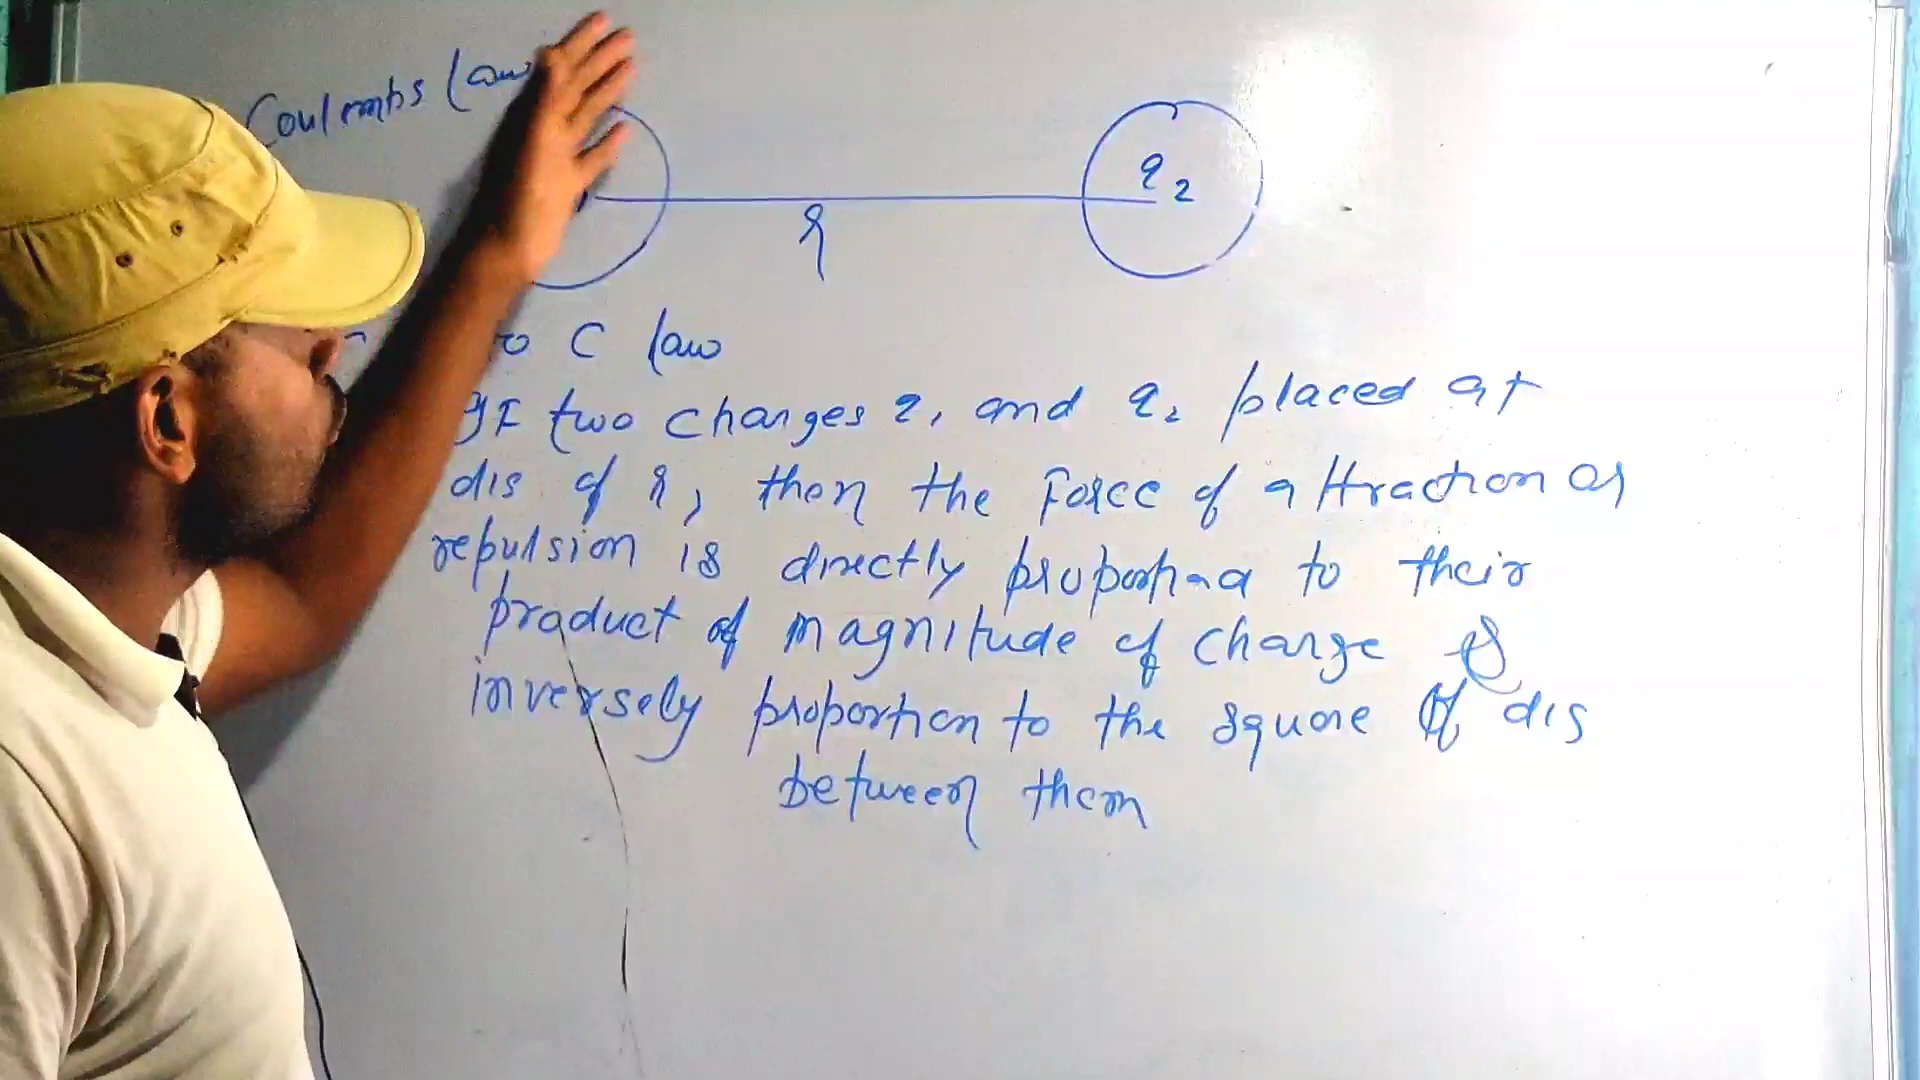 Coulombs law
q2
r
to C law
If two charges q1 and q2 placed at
dis of r, then the Force of attraction or
repulsion is directly proportina to their
product of magnitude of charge &
inversely proportion to the square of dis
between them